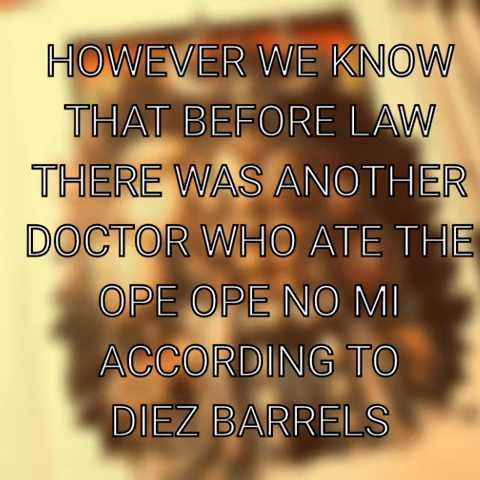 HOWEVER WE KNOW
THAT BEFORE LAW
THERE WAS ANOTHER
DOCTOR WHO ATE THE
OPE OPE NO MI
ACCORDING TO
DIEZ BARRELS